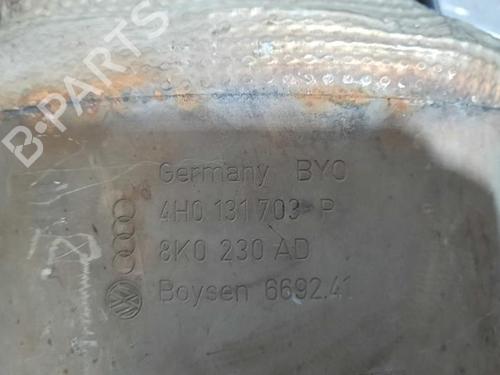 B-PARTS
Germany BYO
4H0 131 703 P
8K0 230 AD
Boysen 6692.41